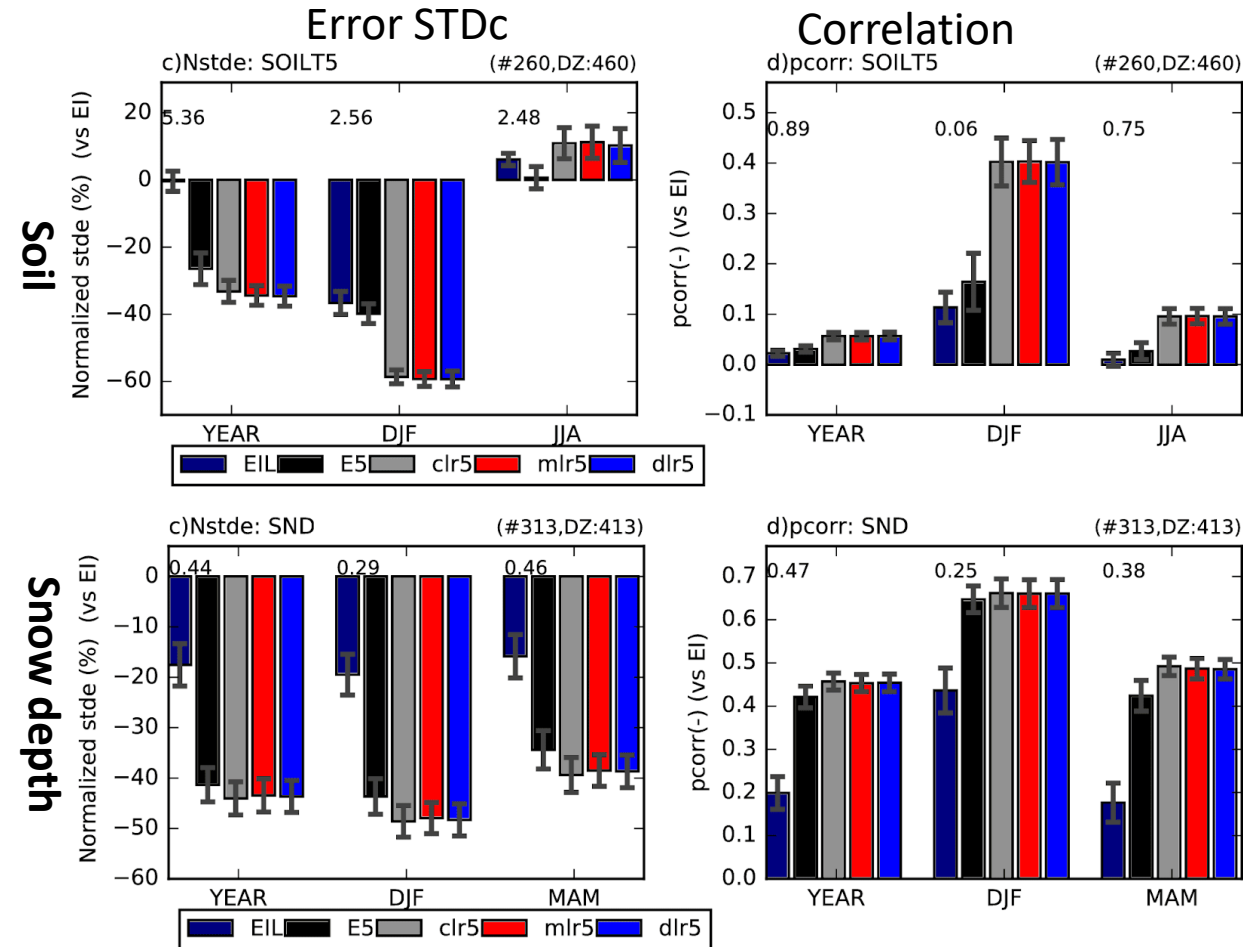 Error STDc
Correlation
c)Nstde: SOILT5 (#260,DZ:460)
d)pcorr: SOILT5 (#260,DZ:460)
Soil
Normalized stde (%) (vs EI)
20
0
−20
−40
−60
5.36
2.56
2.48
YEAR DJF JJA
pcorr(-) (vs EI)
0.5
0.4
0.3
0.2
0.1
0.0
−0.1
0.89
0.06
0.75
YEAR DJF JJA
EIL E5 clr5 mlr5 dlr5
c)Nstde: SND (#313,DZ:413)
d)pcorr: SND (#313,DZ:413)
Snow depth
Normalized stde (%) (vs EI)
0
−10
−20
−30
−40
−50
−60
0.44
0.29
0.46
YEAR DJF MAM
pcorr(-) (vs EI)
0.7
0.6
0.5
0.4
0.3
0.2
0.1
0.0
0.47
0.25
0.38
YEAR DJF MAM
EIL E5 clr5 mlr5 dlr5